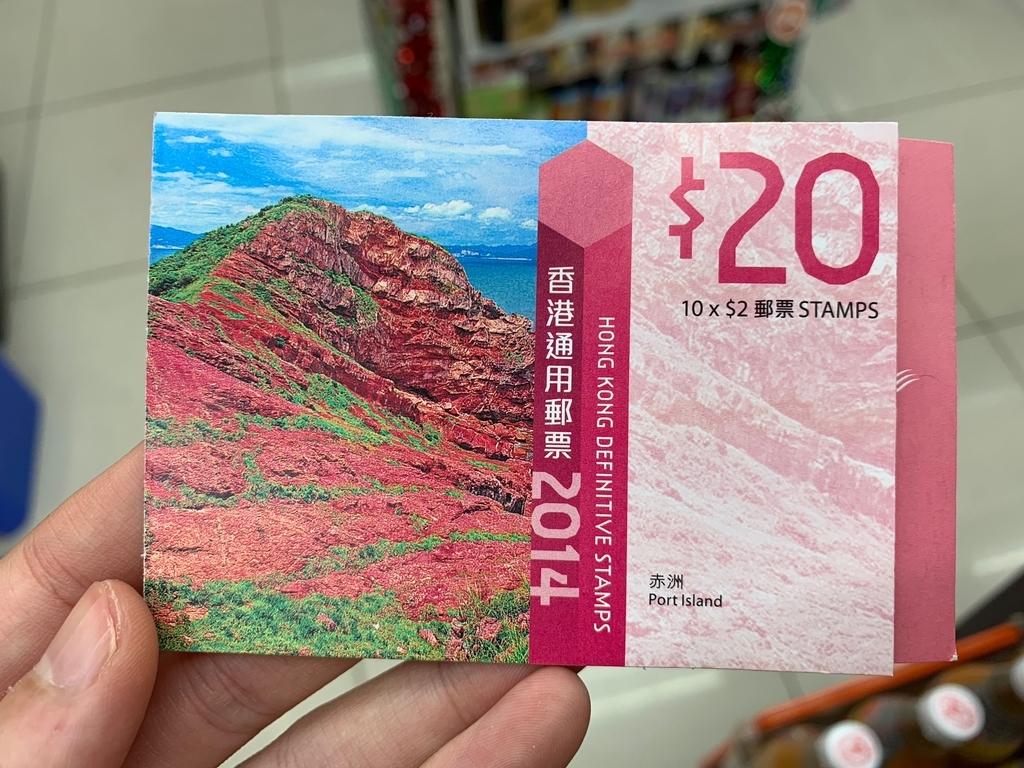 $20
10 x $2 郵票 STAMPS
香港通用郵票 2014
HONG KONG DEFINITIVE STAMPS
赤洲
Port Island